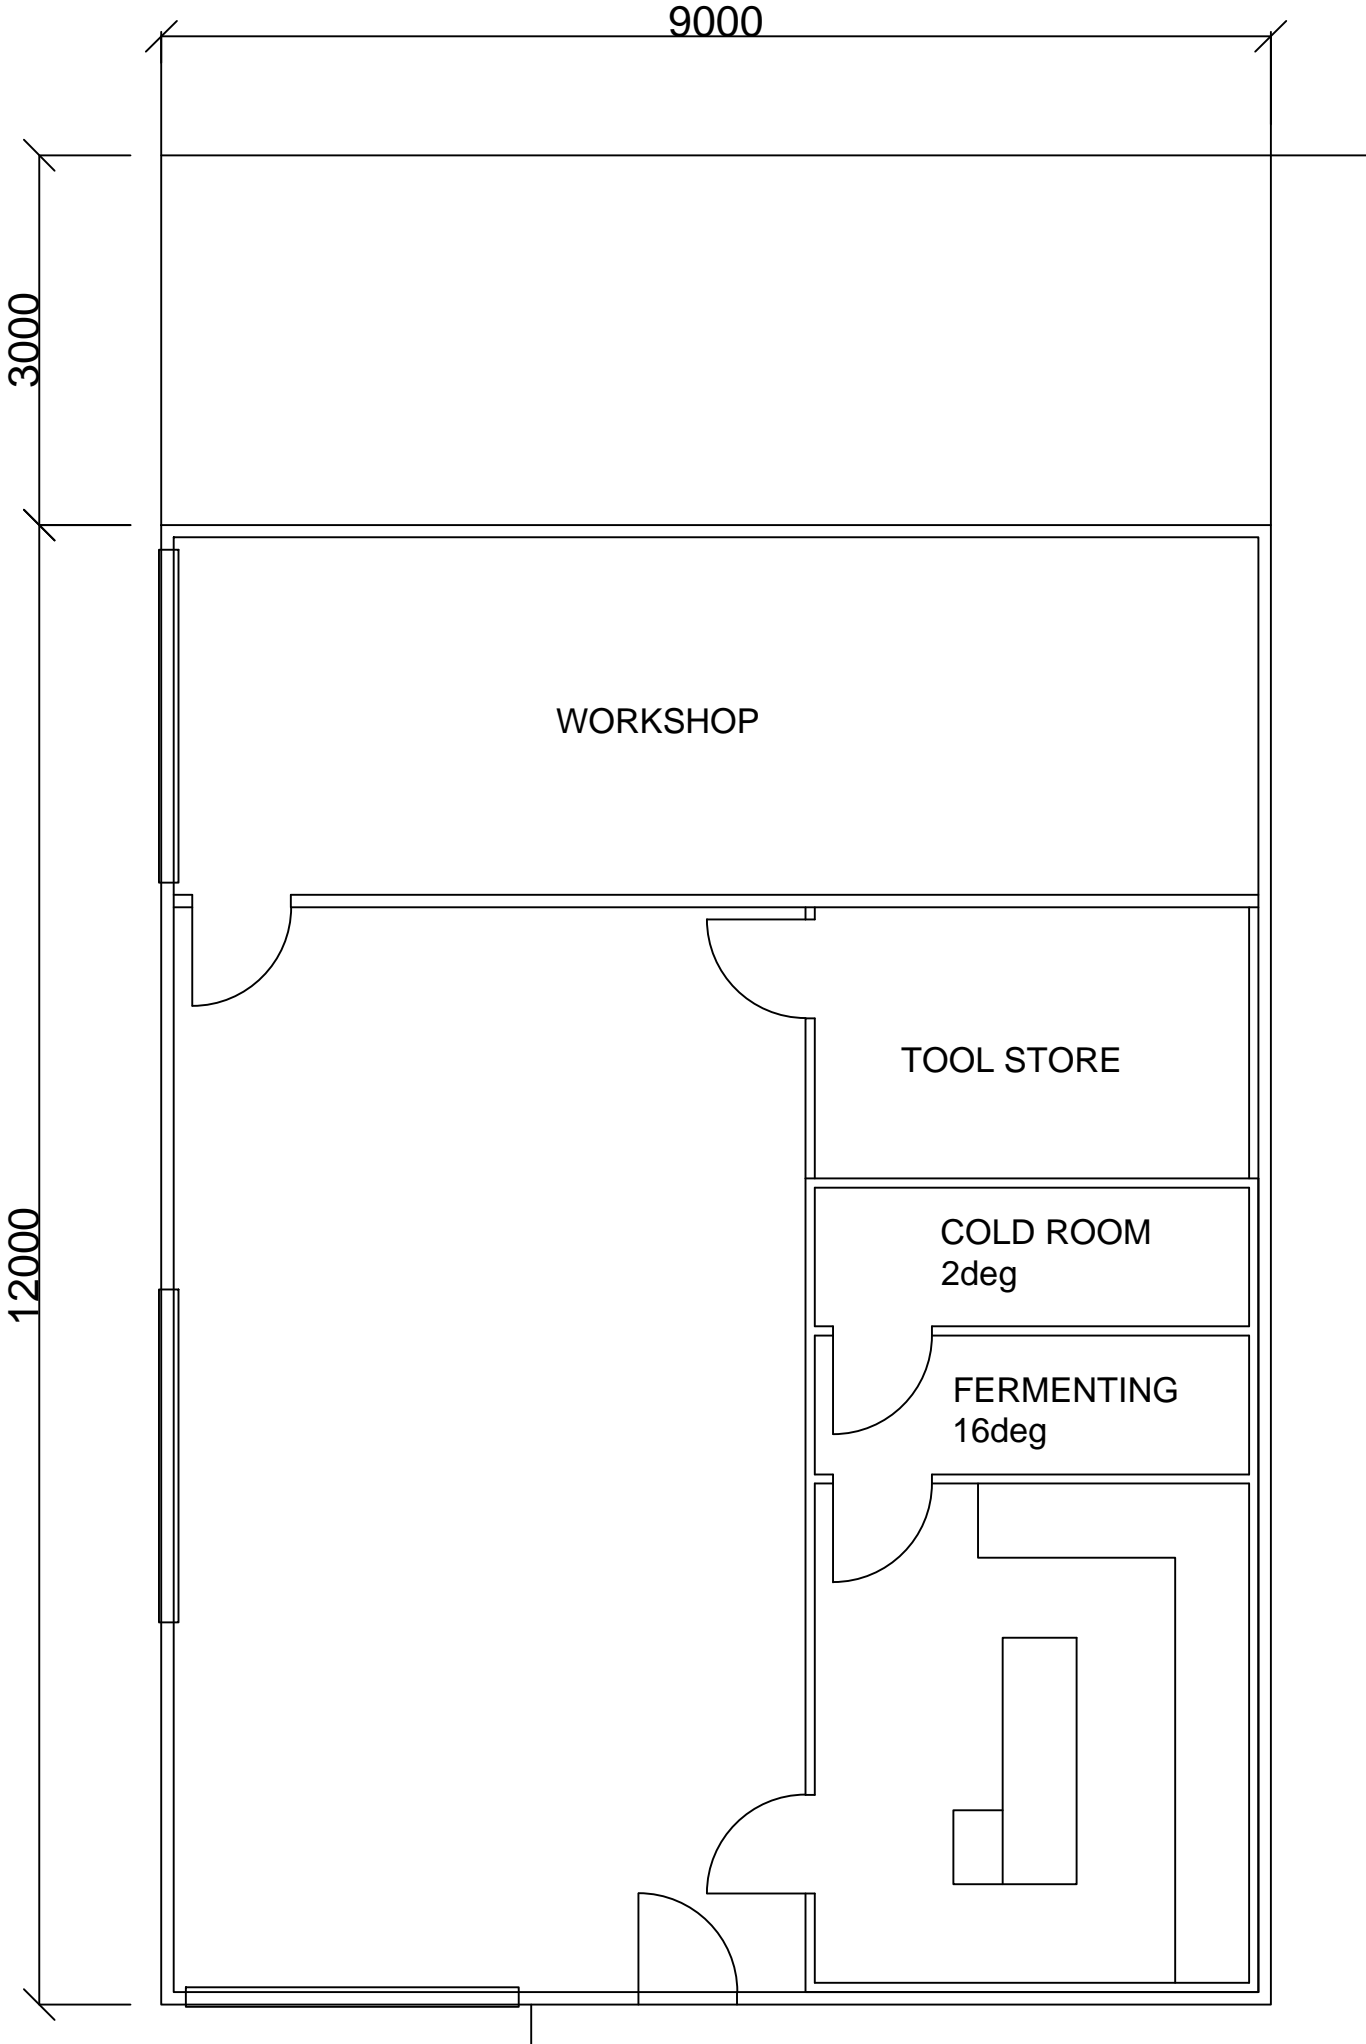 9000
3000
WORKSHOP
TOOL STORE
12000
COLD ROOM
2deg
FERMENTING
16deg